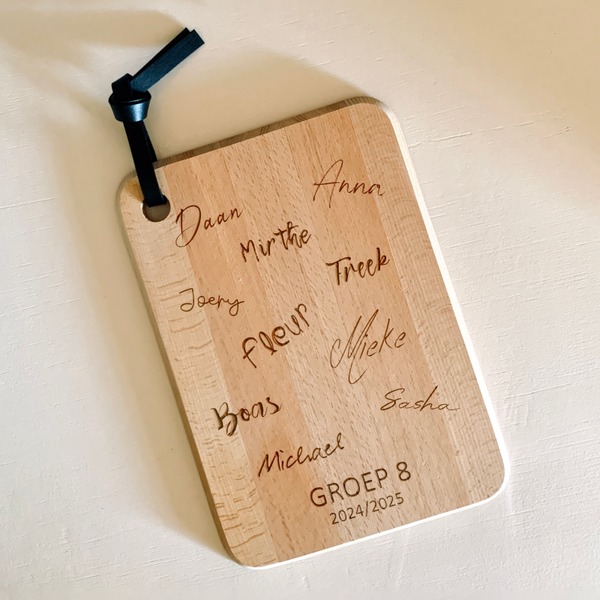 Anna
Daan
Mirthe
Treek
Joery
Fleur
Mieke
Boas
Sasha
Michael
GROEP 8
2024/2025